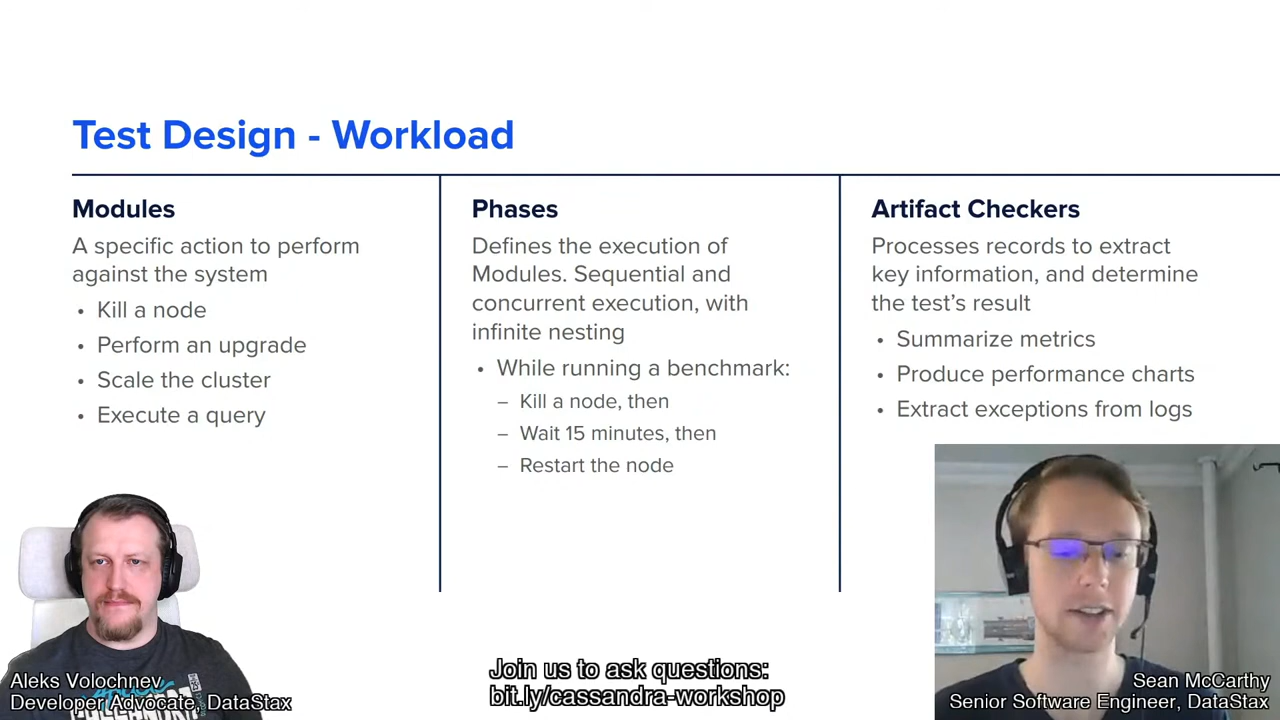 Test Design - Workload
Modules
A specific action to perform
against the system
• Kill a node
• Perform an upgrade
• Scale the cluster
• Execute a query
Phases
Defines the execution of
Modules. Sequential and
concurrent execution, with
infinite nesting
• While running a benchmark:
– Kill a node, then
– Wait 15 minutes, then
– Restart the node
Artifact Checkers
Processes records to extract
key information, and determine
the test's result
• Summarize metrics
• Produce performance charts
• Extract exceptions from logs
Aleks Volochnev
Developer Advocate, DataStax
Join us to ask questions:
bit.ly/cassandra-workshop
Sean McCarthy
Senior Software Engineer, DataStax